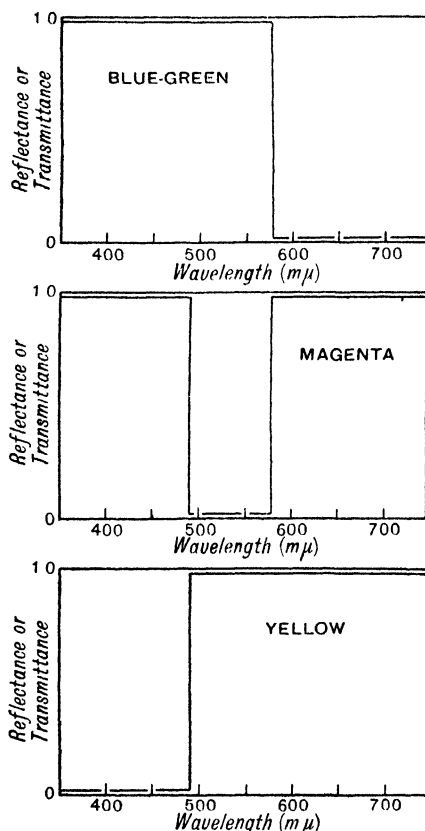 1 0
BLUE-GREEN
Reflectance or
Transmittance
0
400 500 600 700
Wavelength (mμ)
1 0
MAGENTA
Reflectance or
Transmittance
0
400 500 600 700
Wavelength (mμ)
1 0
YELLOW
Reflectance or
Transmittance
0
400 500 600 700
Wavelength (mμ)